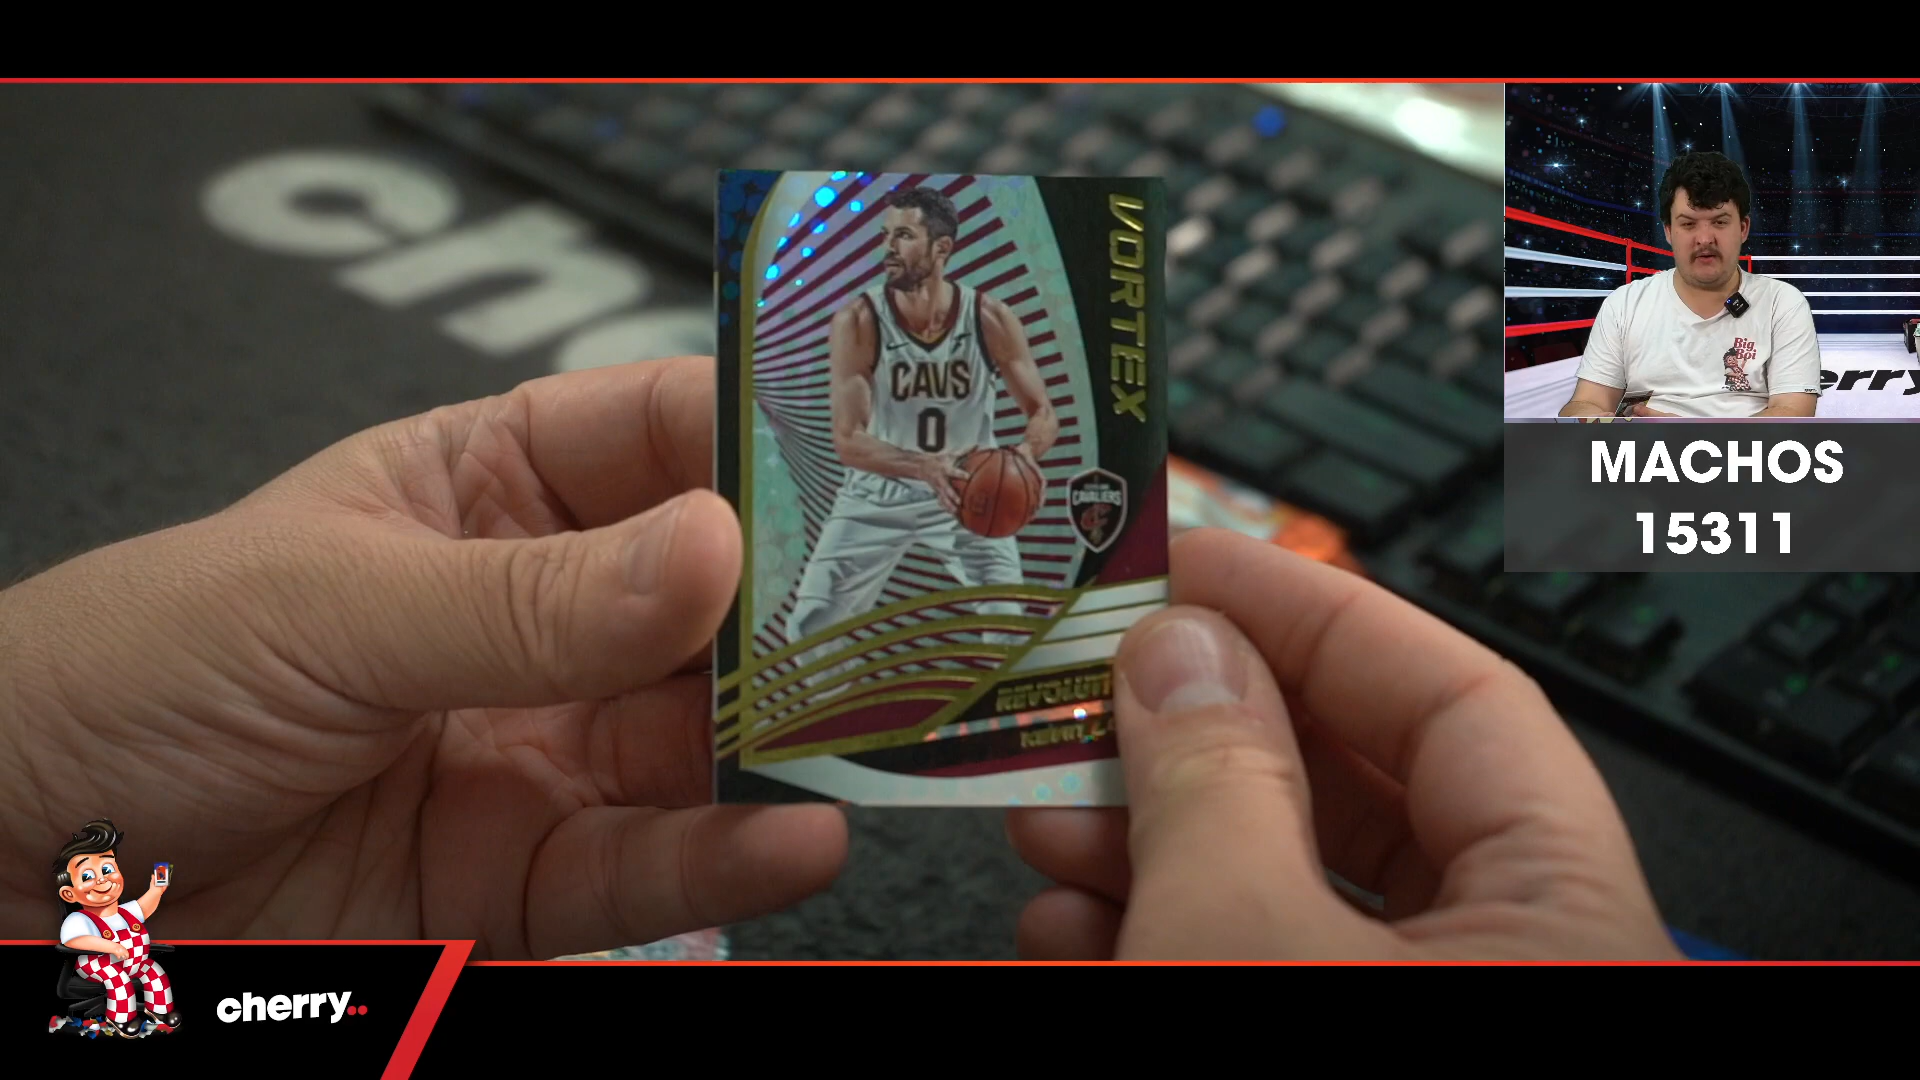 VORTEX
CAVS
0
CAVALIERS
Big
Boi
MACHOS
15311
cherry..